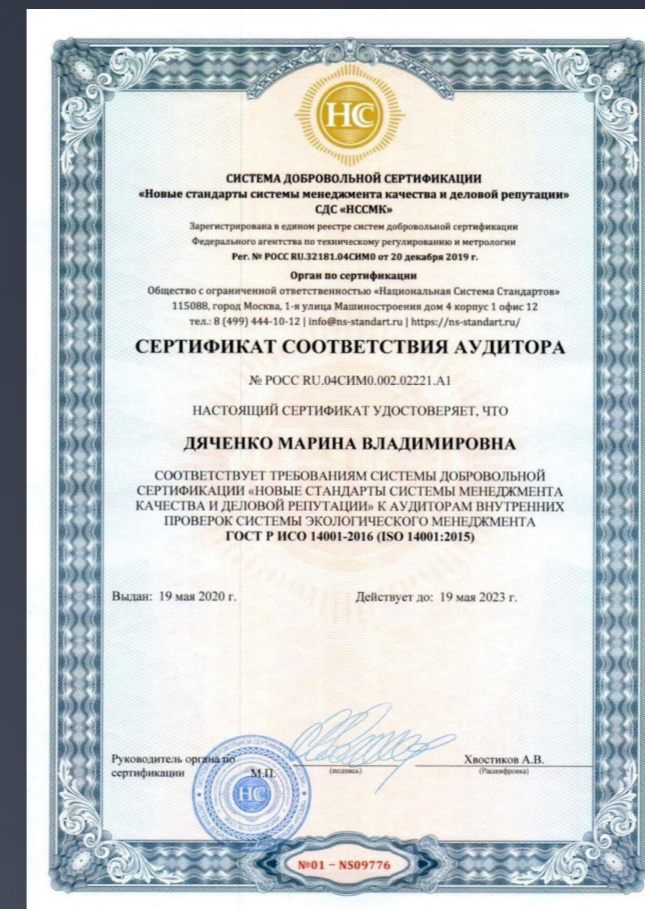 НС
СИСТЕМА ДОБРОВОЛЬНОЙ СЕРТИФИКАЦИИ
«Новые стандарты системы менеджмента качества и деловой репутации»
СДС «НССМК»
Зарегистрирована в едином реестре систем добровольной сертификации
Федерального агентства по техническому регулированию и метрологии
Рег. № РОСС RU.32181.04СИМ0 от 20 декабря 2019 г.
Орган по сертификации
Общество с ограниченной ответственностью «Национальная Система Стандартов»
115088, город Москва, 1-я улица Машиностроения дом 4 корпус 1 офис 12
тел.: 8 (499) 444-10-12 | info@ns-standart.ru | https://ns-standart.ru/
СЕРТИФИКАТ СООТВЕТСТВИЯ АУДИТОРА
№ РОСС RU.04СИМ0.002.02221.А1
НАСТОЯЩИЙ СЕРТИФИКАТ УДОСТОВЕРЯЕТ, ЧТО
ДЯЧЕНКО МАРИНА ВЛАДИМИРОВНА
СООТВЕТСТВУЕТ ТРЕБОВАНИЯМ СИСТЕМЫ ДОБРОВОЛЬНОЙ
СЕРТИФИКАЦИИ «НОВЫЕ СТАНДАРТЫ СИСТЕМЫ МЕНЕДЖМЕНТА
КАЧЕСТВА И ДЕЛОВОЙ РЕПУТАЦИИ» К АУДИТОРАМ ВНУТРЕННИХ
ПРОВЕРОК СИСТЕМЫ ЭКОЛОГИЧЕСКОГО МЕНЕДЖМЕНТА
ГОСТ Р ИСО 14001-2016 (ISO 14001:2015)
Выдан: 19 мая 2020 г. Действует до: 19 мая 2023 г.
Руководитель органа по
сертификации М.П. (подпись) Хвостиков А.В.
(Расшифровка)
НС
№01 – NS09776